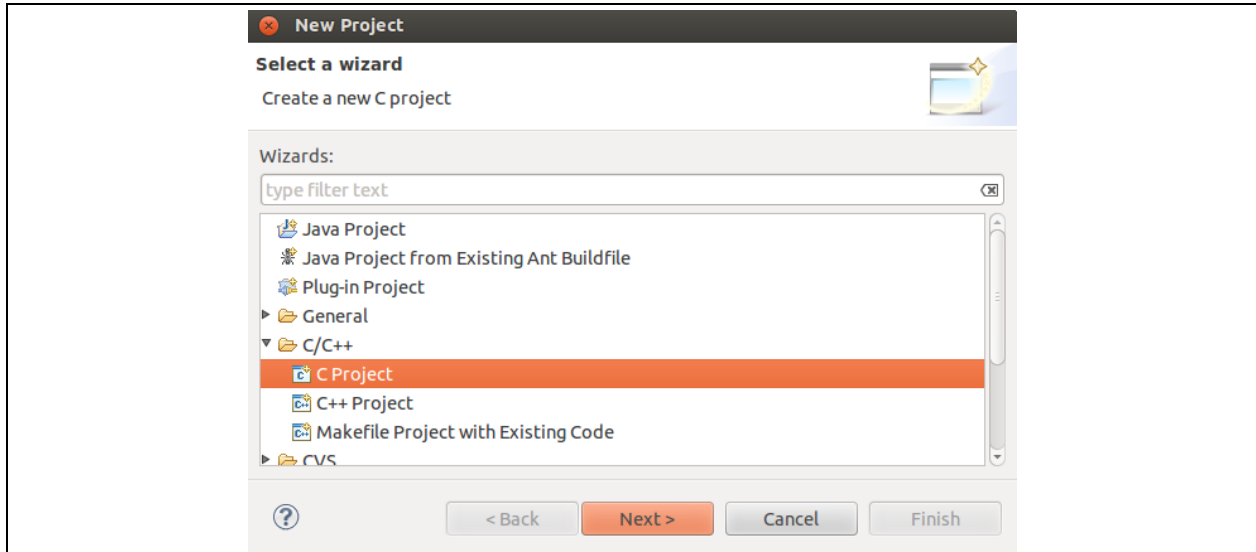 New Project
Select a wizard
Create a new C project
Wizards:
type filter text
Java Project
Java Project from Existing Ant Buildfile
Plug-in Project
General
C/C++
C Project
C++ Project
Makefile Project with Existing Code
CVS
< Back Next > Cancel Finish